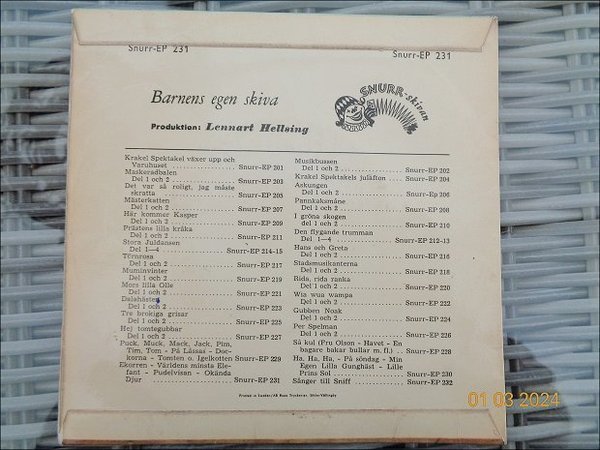 Snurr-EP 231
Snurr-EP 231
Barnens egen skiva
Produktion: Lennart Hellsing
SNURR-skivan
Krakel Spektakel växer upp och
Varuhuset Snurr-EP 201
Maskeradbalen
Del 1 och 2 Snurr-EP 203
Det var så roligt, jag måste
skratta Snurr-EP 205
Mästerkatten
Del 1 och 2 Snurr-EP 207
Här kommer Kasper
Del 1 och 2 Snurr-EP 209
Prästens lilla kråka
Del 1 och 2 Snurr-EP 211
Stora Juldansen
Del 1—4 Snurr-EP 214-15
Törnrosa
Del 1 och 2 Snurr-EP 217
Muminvinter
Del 1 och 2 Snurr-EP 219
Mors lilla Olle
Del 1 och 2 Snurr-EP 221
Dalahästen
Del 1 och 2 Snurr-EP 223
Tre brokiga grisar
Del 1 och 2 Snurr-EP 225
Hej tomtegubbar
Del 1 och 2 Snurr-EP 227
Puck, Muck, Mack, Jack, Pim,
Tim, Tom - På Låssas - Doc-
korna - Tomten o. Igelkotten Snurr-EP 229
Ekorren - Världens minsta Ele-
fant - Pudelvisan - Okända
Djur Snurr-EP 231
Musikbussen
Del 1 och 2 Snurr-EP 202
Krakel Spektakels julafton Snurr-EP 204
Askungen
Del 1 och 2 Snurr-Ep 206
Pannkaksmåne
Del 1 och 2 Snurr-EP 208
I gröna skogen
del 1 och 2 Snurr-EP 210
Den flygande trumman
Del 1—4 Snurr-EP 212-13
Hans och Greta
Del 1 och 2 Snurr-EP 216
Stadsmusikanterna
Del 1 och 2 Snurr-EP 218
Rida, rida ranka
Del 1 och 2 Snurr-EP 220
Wia wua wampa
Del 1 och 2 Snurr-EP 222
Gubben Noak
Del 1 och 2 Snurr-EP 224
Per Spelman
Del 1 och 2 Snurr-EP 226
Så kul (Fru Olson - Havet - En
bagare bakar bullar m. fl.) Snurr-EP 228
Ha, Ha, Ha, - På söndag - Min
Egen Lilla Gunghäst - Lille
Prins Sol Snurr-EP 230
Sånger till Sniff Snurr-EP 232
Printed in Sweden/AB
01 03 2024